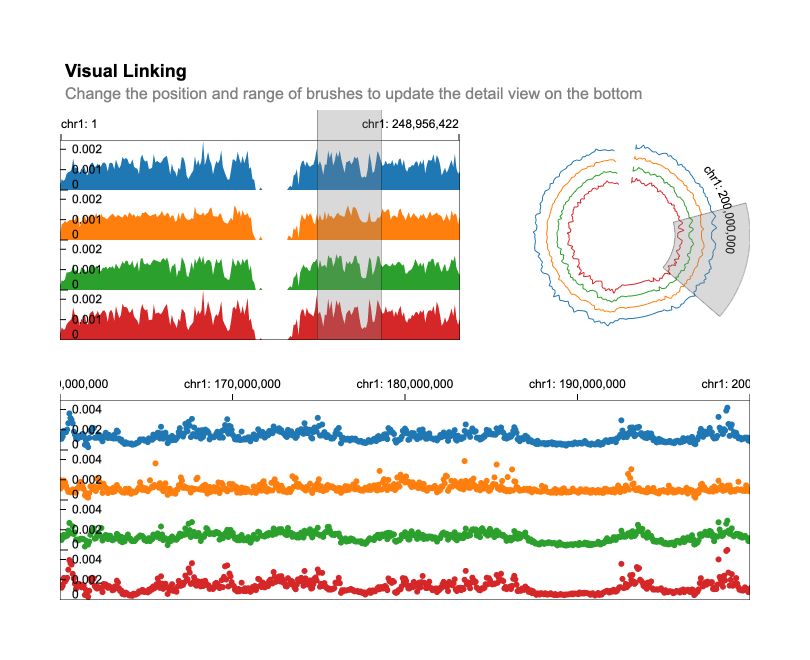 Visual Linking
Change the position and range of brushes to update the detail view on the bottom
chr1: 1
chr1: 248,956,422
0.002
0.001
0
0.002
0.001
0
0.002
0.001
0
0.002
0.001
0
chr1: 200,000,000
0,000,000
chr1: 170,000,000
chr1: 180,000,000
chr1: 190,000,000
chr1: 200
0.004
0.002
0
0.004
0.002
0
0.004
0.002
0
0.004
0.002
0